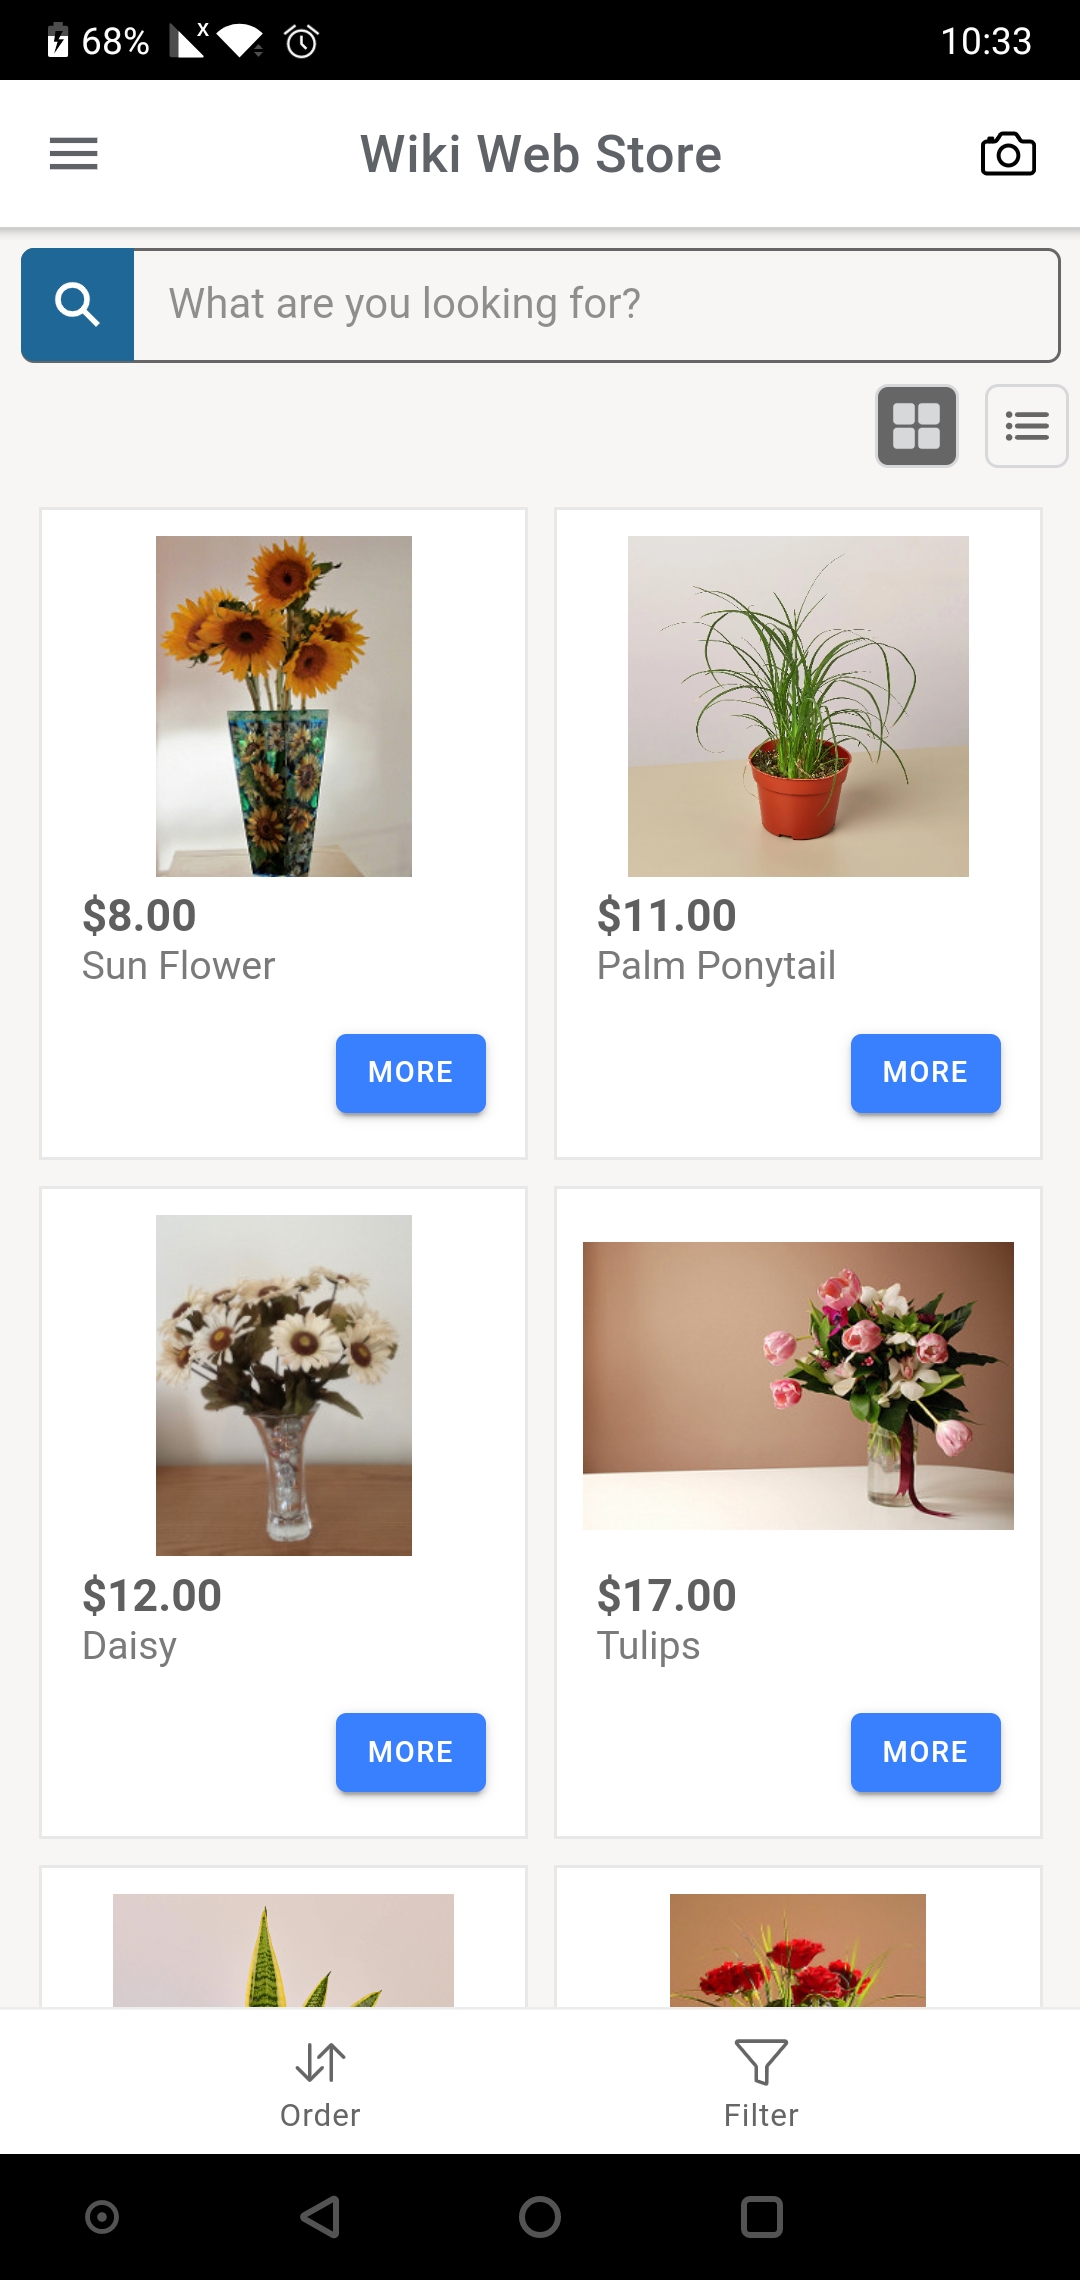 68% x 10:33
Wiki Web Store
What are you looking for?
$8.00
Sun Flower
MORE
$11.00
Palm Ponytail
MORE
$12.00
Daisy
MORE
$17.00
Tulips
MORE
Order
Filter